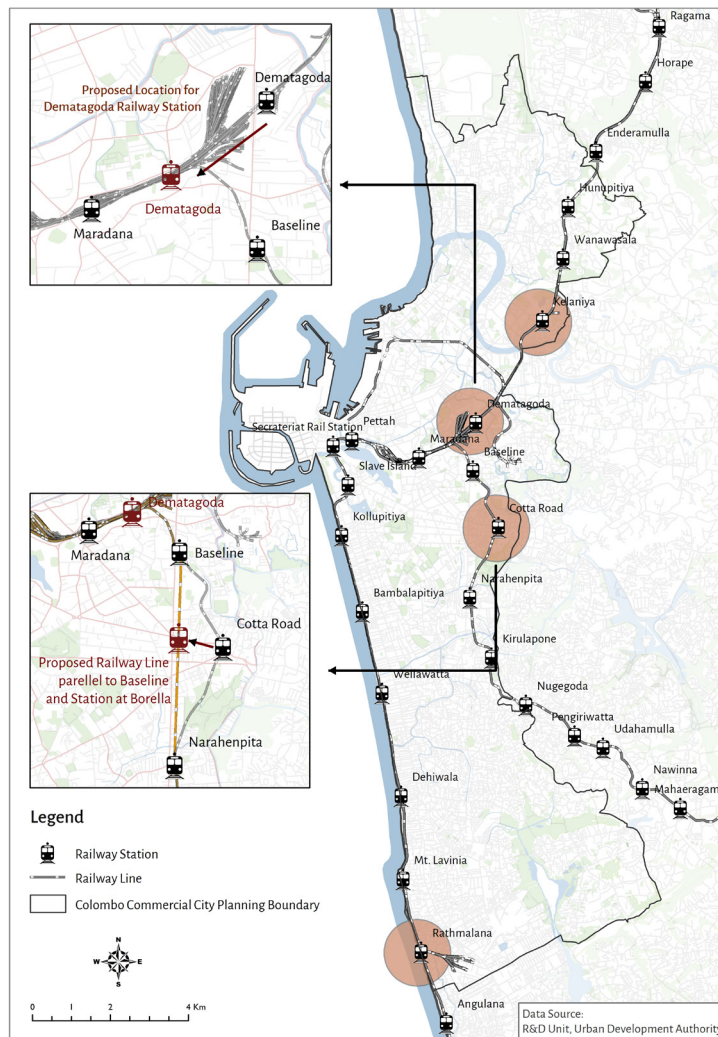 Ragama
Horape
Enderamulla
Hunupitiya
Wanawasala
Kelaniya
Proposed Location for
Dematagoda Railway Station
Dematagoda
Dematagoda
Maradana
Baseline
Dematagoda
Pettah
Secrateriat Rail Station
Maradana
Baseline
Slave Island
Kollupitiya
Cotta Road
Bambalapitiya
Narahenpita
Kirulapone
Wellawatta
Nugegoda
Pengiriwatta
Udahamulla
Nawinna
Mahaeragam
Dehiwala
Mt. Lavinia
Rathmalana
Angulana
Dematagoda
Maradana
Baseline
Cotta Road
Proposed Railway Line
parellel to Baseline
and Station at Borella
Narahenpita
Legend
Railway Station
Railway Line
Colombo Commercial City Planning Boundary
N
W E
S
0 2 4 Km
Data Source:
R&D Unit, Urban Development Authority